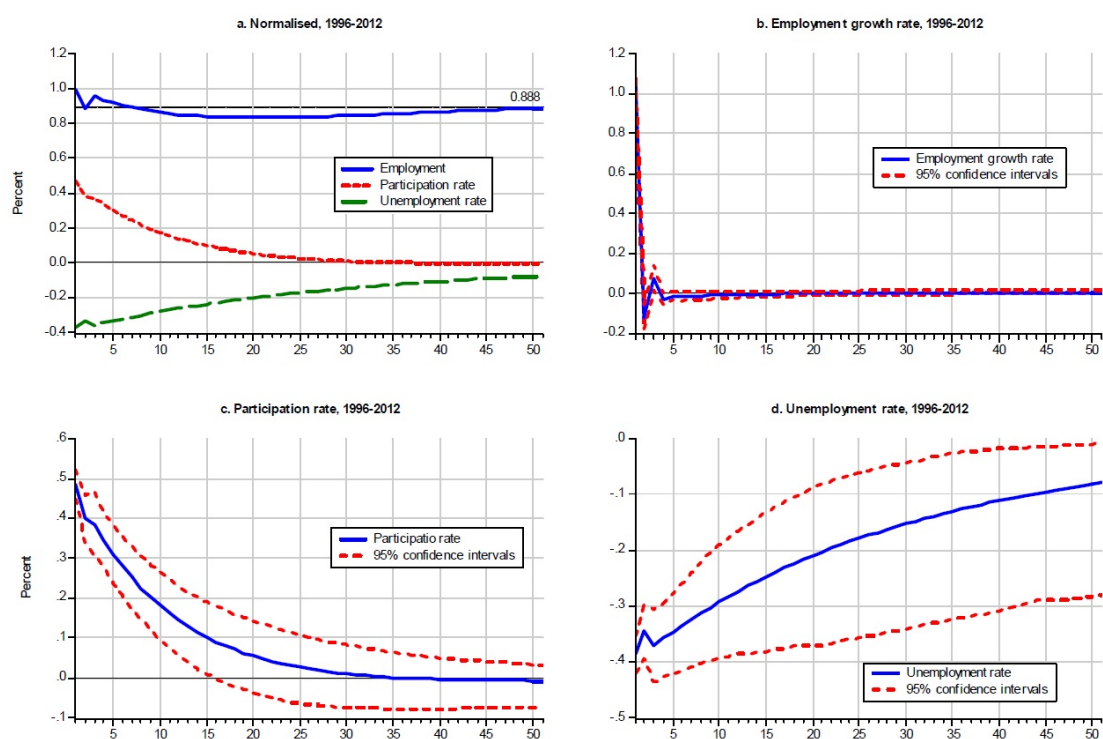 a. Normalised, 1996-2012
1.2
1.0
0.8
0.6
0.4
0.2
0.0
-0.2
-0.4
Percent
0.888
Employment
Participation rate
Unemployment rate
5 10 15 20 25 30 35 40 45 50
b. Employment growth rate, 1996-2012
1.2
1.0
0.8
0.6
0.4
0.2
0.0
-0.2
Employment growth rate
95% confidence intervals
5 10 15 20 25 30 35 40 45 50
c. Participation rate, 1996-2012
.6
.5
.4
.3
.2
.1
.0
-.1
Percent
Participatio rate
95% confidence intervals
5 10 15 20 25 30 35 40 45 50
d. Unemployment rate, 1996-2012
.0
-.1
-.2
-.3
-.4
-.5
Unemployment rate
95% confidence intervals
5 10 15 20 25 30 35 40 45 50